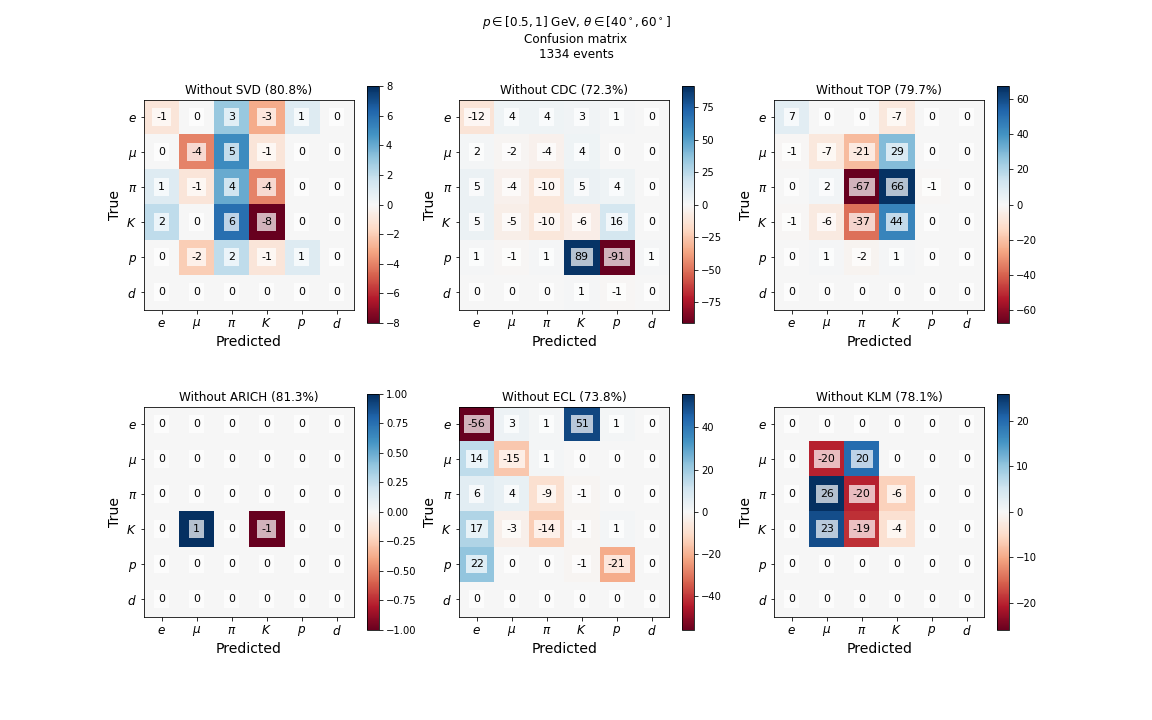 p ∈ [0.5, 1] GeV, θ ∈ [40°, 60°]
Confusion matrix
1334 events
Without SVD (80.8%)
e -1 0 3 -3 1 0
μ 0 -4 5 -1 0 0
π 1 -1 4 -4 0 0
K 2 0 6 -8 0 0
p 0 -2 2 -1 1 0
d 0 0 0 0 0 0
e μ π K p d
True
Predicted
8
6
4
2
0
−2
−4
−6
−8
Without CDC (72.3%)
e -12 4 4 3 1 0
μ 2 -2 -4 4 0 0
π 5 -4 -10 5 4 0
K 5 -5 -10 -6 16 0
p 1 -1 1 89 -91 1
d 0 0 0 1 -1 0
e μ π K p d
True
Predicted
75
50
25
0
−25
−50
−75
Without TOP (79.7%)
e 7 0 0 -7 0 0
μ -1 -7 -21 29 0 0
π 0 2 -67 66 -1 0
K -1 -6 -37 44 0 0
p 0 1 -2 1 0 0
d 0 0 0 0 0 0
e μ π K p d
True
Predicted
60
40
20
0
−20
−40
−60
Without ARICH (81.3%)
e 0 0 0 0 0 0
μ 0 0 0 0 0 0
π 0 0 0 0 0 0
K 0 1 0 -1 0 0
p 0 0 0 0 0 0
d 0 0 0 0 0 0
e μ π K p d
True
Predicted
1.00
0.75
0.50
0.25
0.00
−0.25
−0.50
−0.75
−1.00
Without ECL (73.8%)
e -56 3 1 51 1 0
μ 14 -15 1 0 0 0
π 6 4 -9 -1 0 0
K 17 -3 -14 -1 1 0
p 22 0 0 -1 -21 0
d 0 0 0 0 0 0
e μ π K p d
True
Predicted
40
20
0
−20
−40
Without KLM (78.1%)
e 0 0 0 0 0 0
μ 0 -20 20 0 0 0
π 0 26 -20 -6 0 0
K 0 23 -19 -4 0 0
p 0 0 0 0 0 0
d 0 0 0 0 0 0
e μ π K p d
True
Predicted
20
10
0
−10
−20